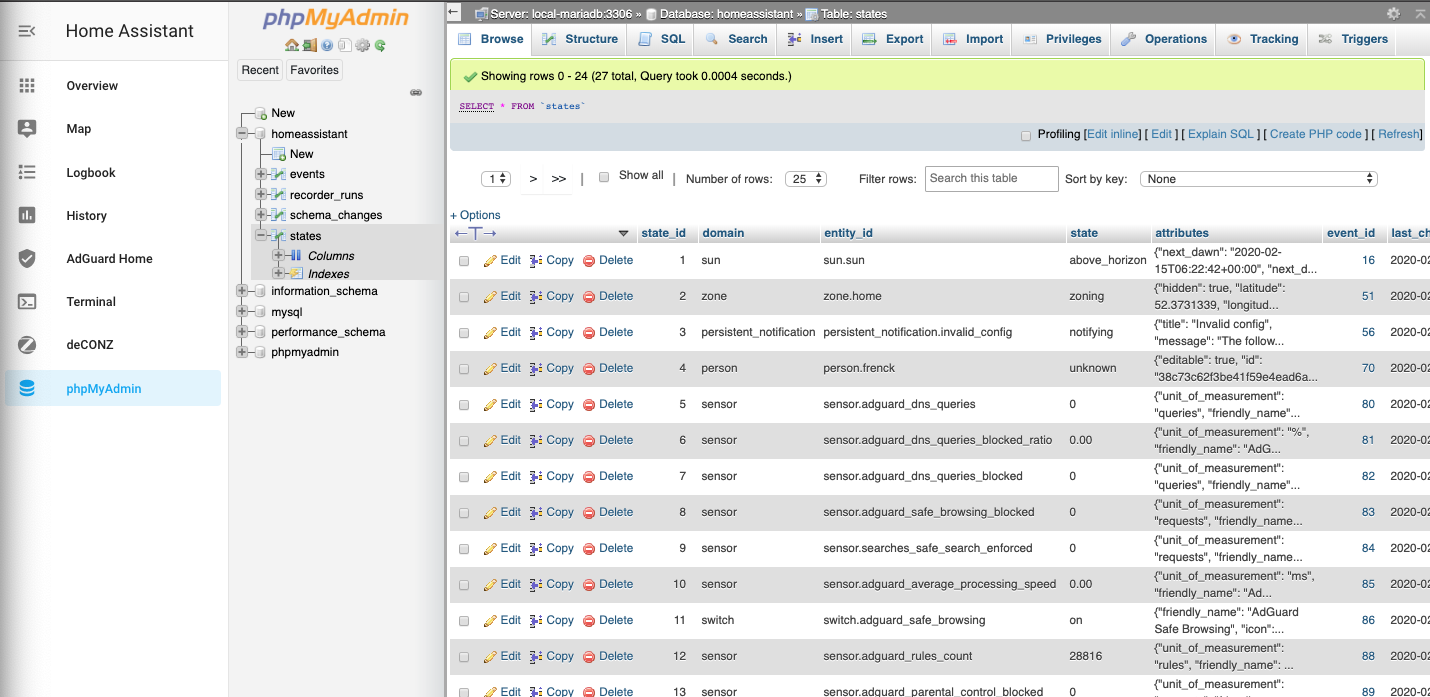 Home Assistant
Overview
Map
Logbook
History
AdGuard Home
Terminal
deCONZ
phpMyAdmin
phpMyAdmin
Recent Favorites
New
homeassistant
New
events
recorder_runs
schema_changes
states
Columns
Indexes
information_schema
mysql
performance_schema
phpmyadmin
Server: local-mariadb:3306 » Database: homeassistant » Table: states
Browse Structure SQL Search Insert Export Import Privileges Operations Tracking Triggers
Showing rows 0 - 24 (27 total, Query took 0.0004 seconds.)
SELECT * FROM `states`
Profiling [Edit inline] [ Edit ] [ Explain SQL ] [ Create PHP code ] [ Refresh]
1 > >> | Show all | Number of rows: 25 Filter rows: Search this table Sort by key: None
+ Options
←T→ state_id domain entity_id state attributes event_id last_ch
Edit Copy Delete 1 sun sun.sun above_horizon {"next_dawn": "2020-02- 16 2020-02
15T06:22:42+00:00", "next_d...
Edit Copy Delete 2 zone zone.home zoning {"hidden": true, "latitude": 51 2020-02
52.3731339, "longitud...
Edit Copy Delete 3 persistent_notification persistent_notification.invalid_config notifying {"title": "Invalid config", 56 2020-02
"message": "The follow...
Edit Copy Delete 4 person person.frenck unknown {"editable": true, "id": 70 2020-02
"38c73c62f3be41f59e4ead6a...
Edit Copy Delete 5 sensor sensor.adguard_dns_queries 0 {"unit_of_measurement": 80 2020-02
"queries", "friendly_name"...
Edit Copy Delete 6 sensor sensor.adguard_dns_queries_blocked_ratio 0.00 {"unit_of_measurement": "%", 81 2020-02
"friendly_name": "AdG...
Edit Copy Delete 7 sensor sensor.adguard_dns_queries_blocked 0 {"unit_of_measurement": 82 2020-02
"queries", "friendly_name"...
Edit Copy Delete 8 sensor sensor.adguard_safe_browsing_blocked 0 {"unit_of_measurement": 83 2020-02
"requests", "friendly_name...
Edit Copy Delete 9 sensor sensor.searches_safe_search_enforced 0 {"unit_of_measurement": 84 2020-02
"requests", "friendly_name...
Edit Copy Delete 10 sensor sensor.adguard_average_processing_speed 0.00 {"unit_of_measurement": "ms", 85 2020-02
"friendly_name": "Ad...
Edit Copy Delete 11 switch switch.adguard_safe_browsing on {"friendly_name": "AdGuard 86 2020-02
Safe Browsing", "icon":...
Edit Copy Delete 12 sensor sensor.adguard_rules_count 28816 {"unit_of_measurement": 88 2020-02
"rules", "friendly_name": ...
Edit Copy Delete 13 sensor sensor.adguard_parental_control_blocked 0 {"unit_of_measurement": 89 2020-02